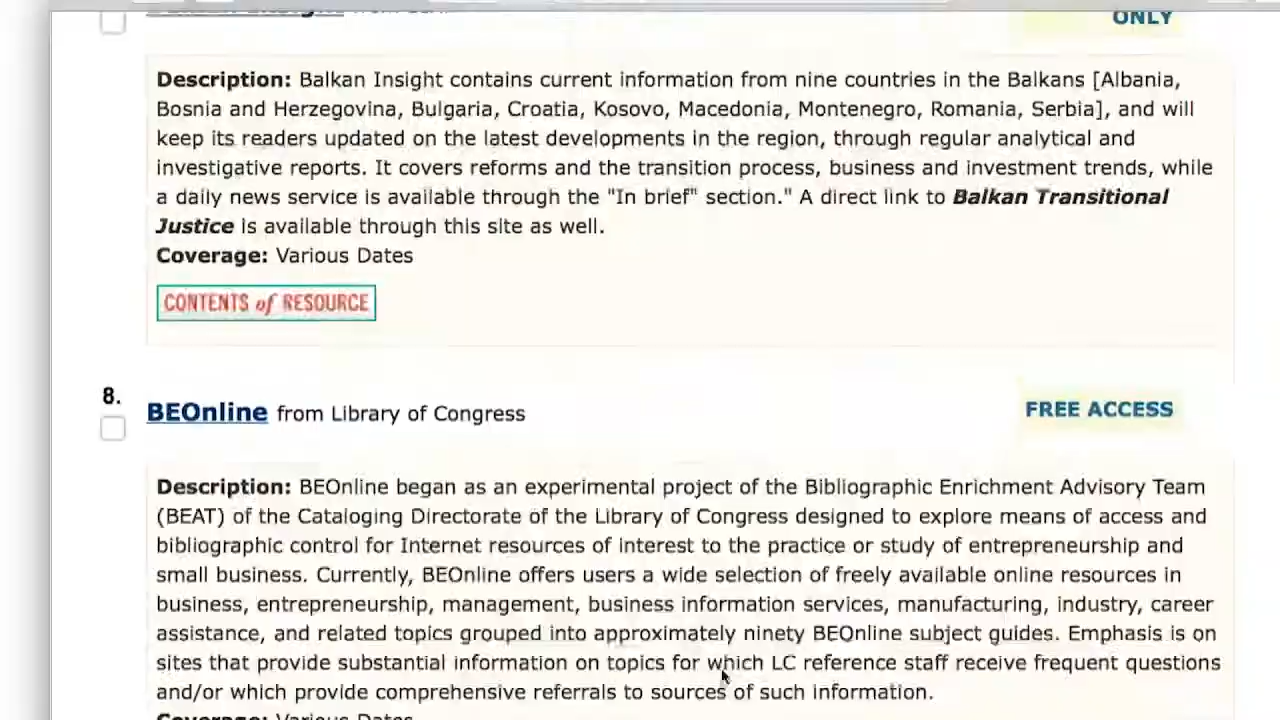 ONLY
Description: Balkan Insight contains current information from nine countries in the Balkans [Albania,
Bosnia and Herzegovina, Bulgaria, Croatia, Kosovo, Macedonia, Montenegro, Romania, Serbia], and will
keep its readers updated on the latest developments in the region, through regular analytical and
investigative reports. It covers reforms and the transition process, business and investment trends, while
a daily news service is available through the "In brief" section." A direct link to Balkan Transitional
Justice is available through this site as well.
Coverage: Various Dates
CONTENTS of RESOURCE
8.
BEOnline from Library of Congress
FREE ACCESS
Description: BEOnline began as an experimental project of the Bibliographic Enrichment Advisory Team
(BEAT) of the Cataloging Directorate of the Library of Congress designed to explore means of access and
bibliographic control for Internet resources of interest to the practice or study of entrepreneurship and
small business. Currently, BEOnline offers users a wide selection of freely available online resources in
business, entrepreneurship, management, business information services, manufacturing, industry, career
assistance, and related topics grouped into approximately ninety BEOnline subject guides. Emphasis is on
sites that provide substantial information on topics for which LC reference staff receive frequent questions
and/or which provide comprehensive referrals to sources of such information.
Coverage: Various Dates